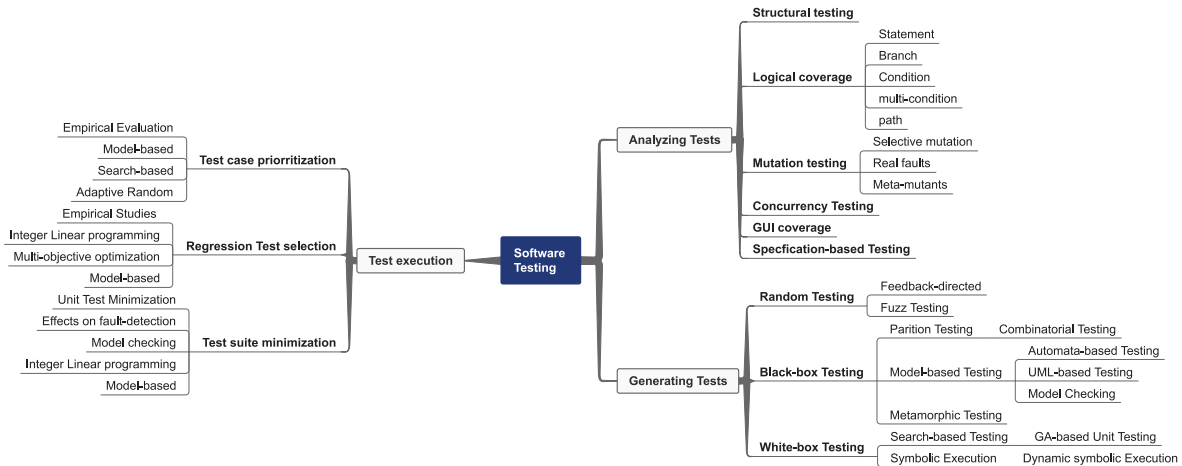 Software
Testing
Test execution
Test case priorritization
Empirical Evaluation
Model-based
Search-based
Adaptive Random
Regression Test selection
Empirical Studies
Integer Linear programming
Multi-objective optimization
Model-based
Test suite minimization
Unit Test Minimization
Effects on fault-detection
Model checking
Integer Linear programming
Model-based
Analyzing Tests
Structural testing
Logical coverage
Statement
Branch
Condition
multi-condition
path
Mutation testing
Selective mutation
Real faults
Meta-mutants
Concurrency Testing
GUI coverage
Specfication-based Testing
Generating Tests
Random Testing
Feedback-directed
Fuzz Testing
Black-box Testing
Parition Testing
Combinatorial Testing
Model-based Testing
Automata-based Testing
UML-based Testing
Model Checking
Metamorphic Testing
White-box Testing
Search-based Testing
GA-based Unit Testing
Symbolic Execution
Dynamic symbolic Execution